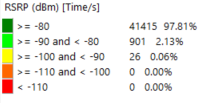 RSRP (dBm) [Time/s]
>= -80 41415 97.81%
>= -90 and < -80 901 2.13%
>= -100 and < -90 26 0.06%
>= -110 and < -100 0 0.00%
< -110 0 0.00%